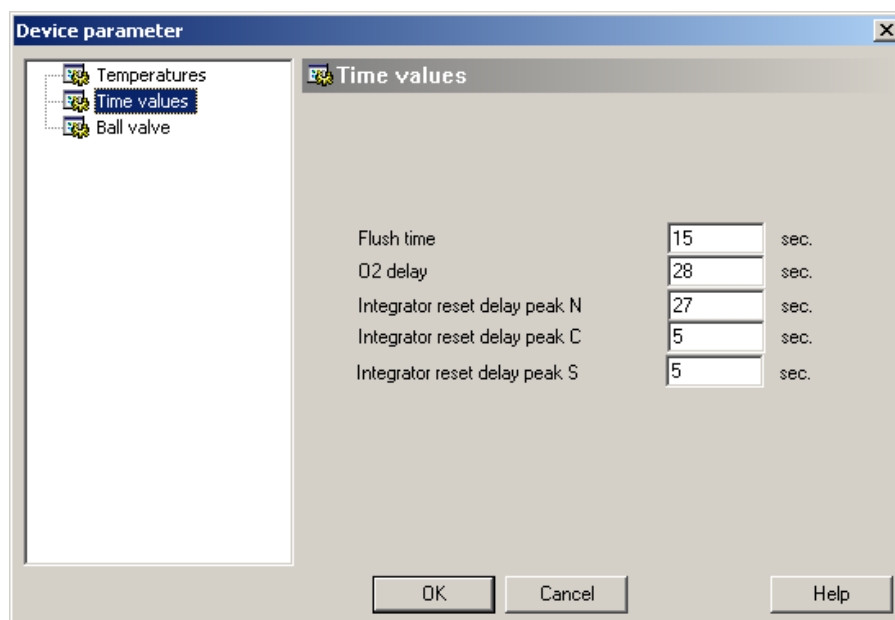 Device parameter
Temperatures
Time values
Ball valve
Time values
Flush time 15 sec.
O2 delay 28 sec.
Integrator reset delay peak N 27 sec.
Integrator reset delay peak C 5 sec.
Integrator reset delay peak S 5 sec.
OK Cancel Help